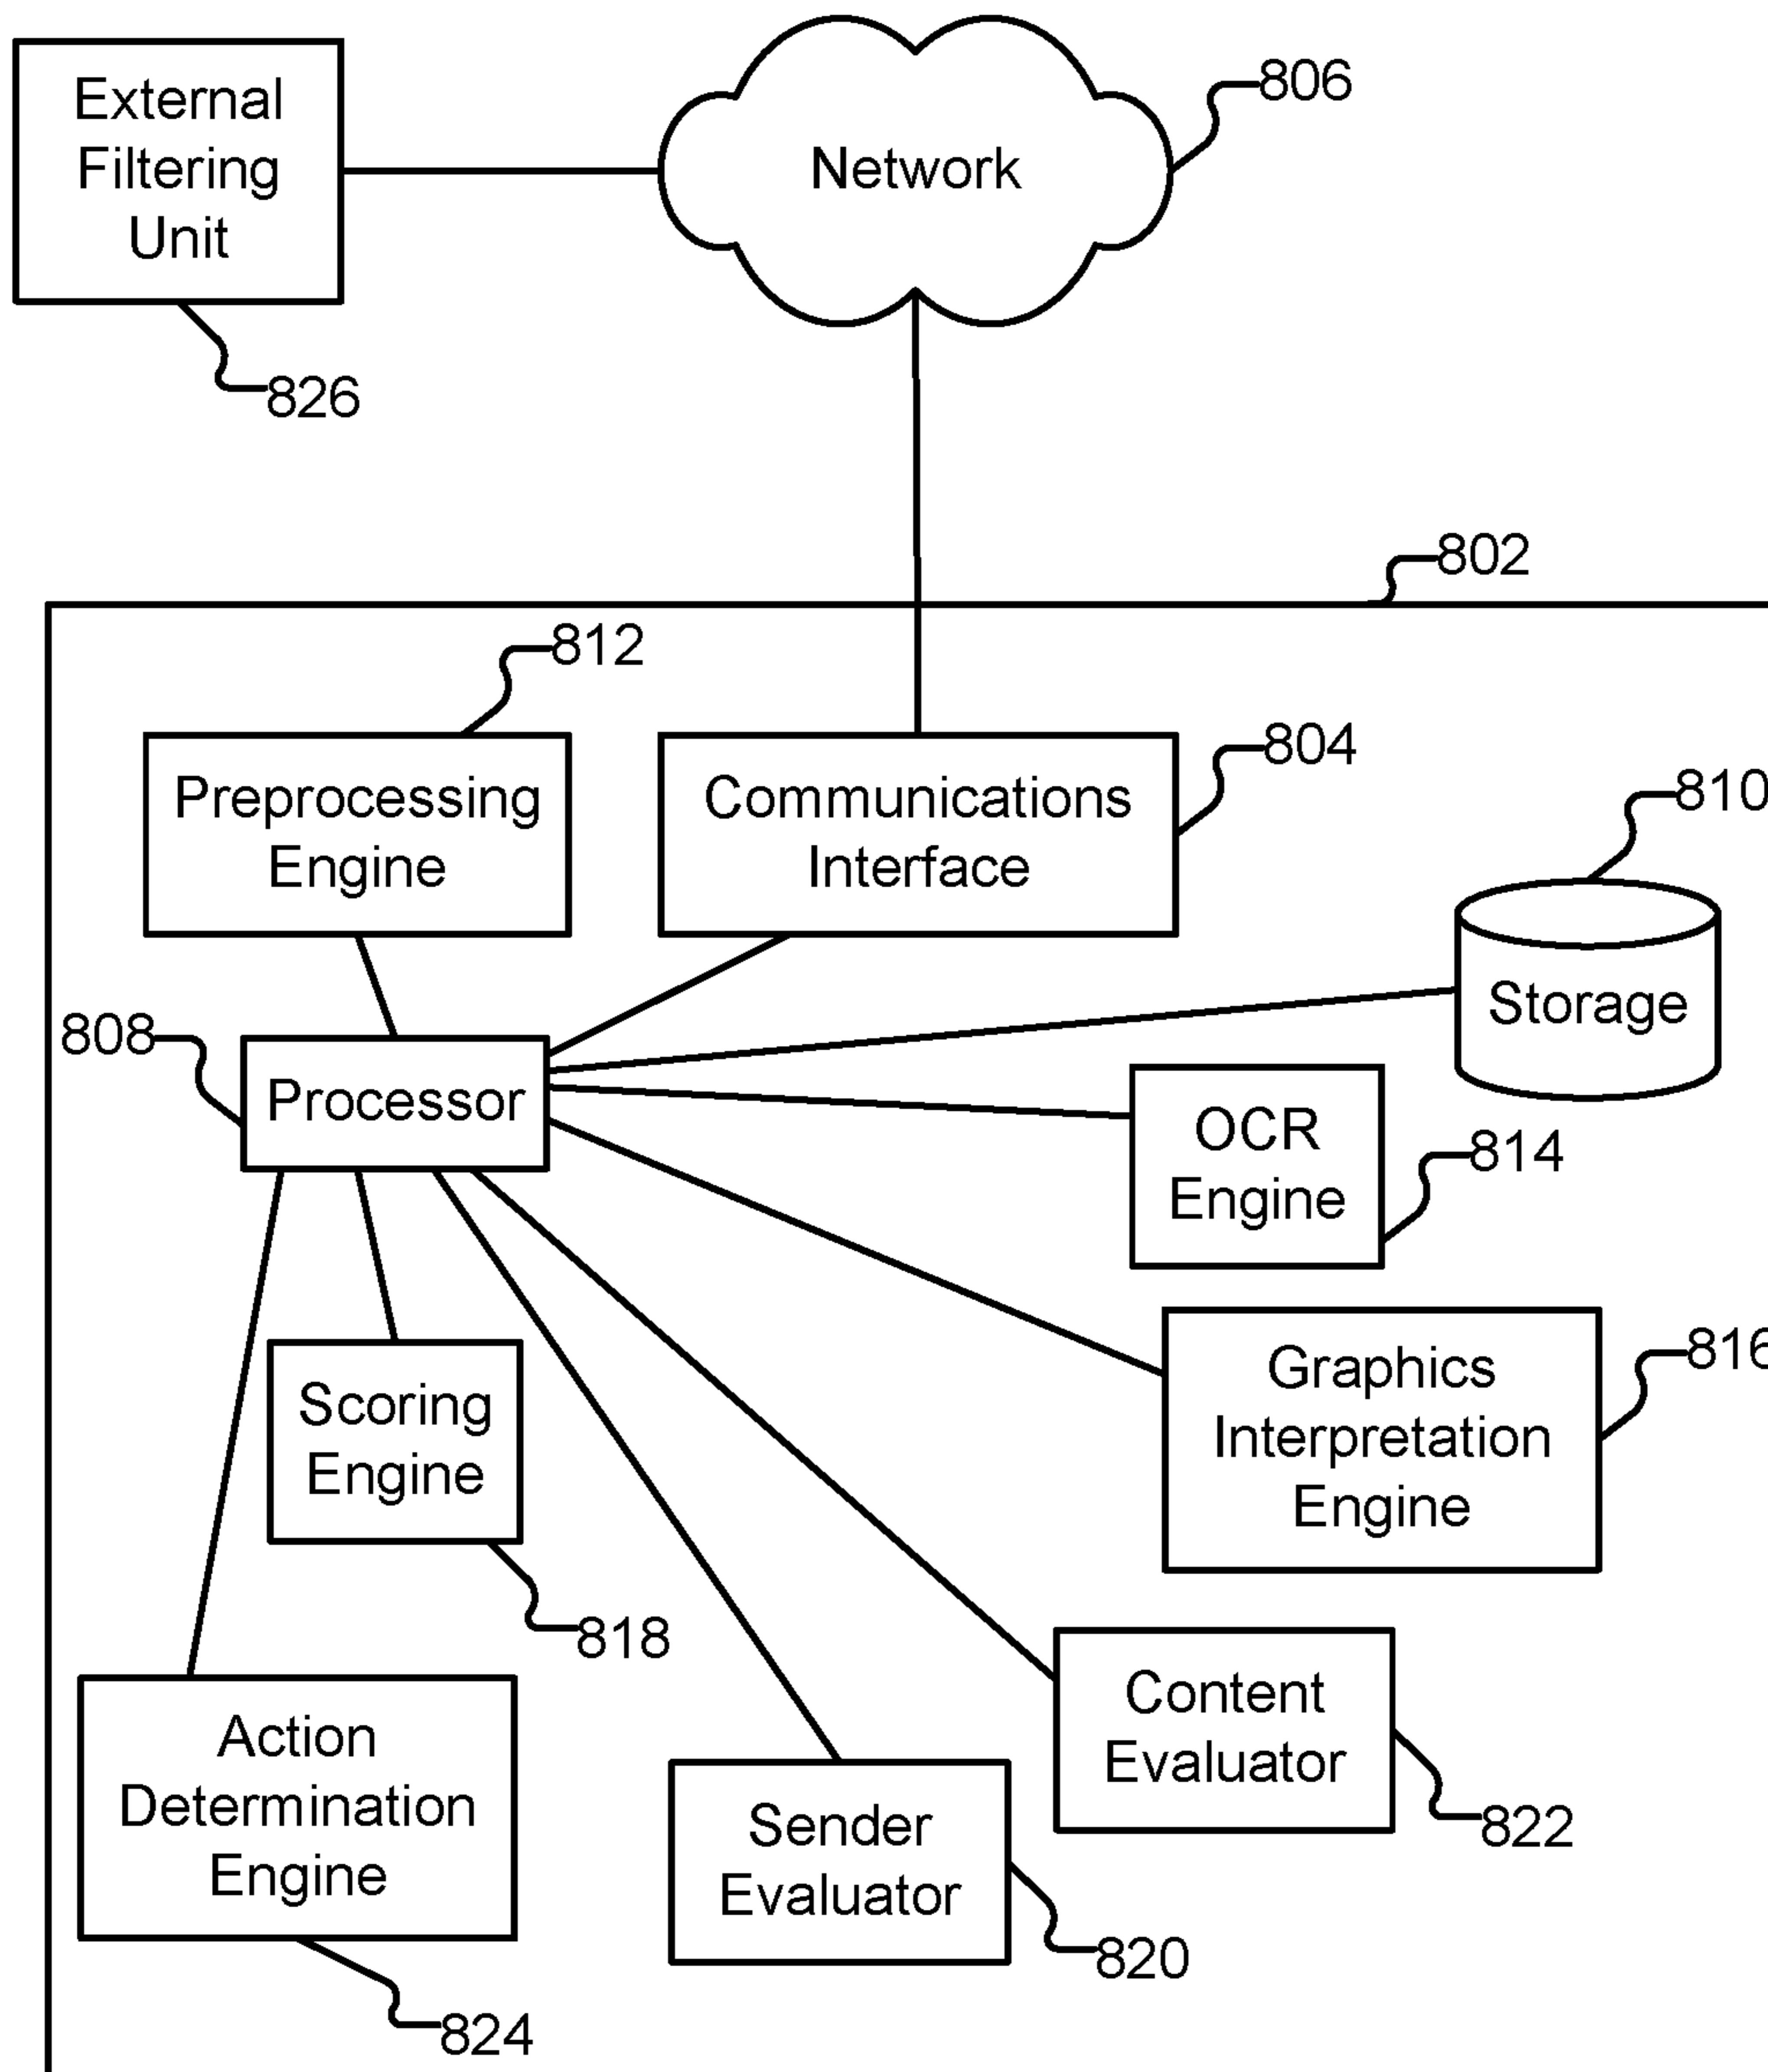 External
Filtering
Unit
826
Network
806
802
812
Preprocessing
Engine
Communications
Interface
804
810
Storage
808
Processor
OCR
Engine
814
Graphics
Interpretation
Engine
816
Scoring
Engine
818
Content
Evaluator
822
Action
Determination
Engine
824
Sender
Evaluator
820